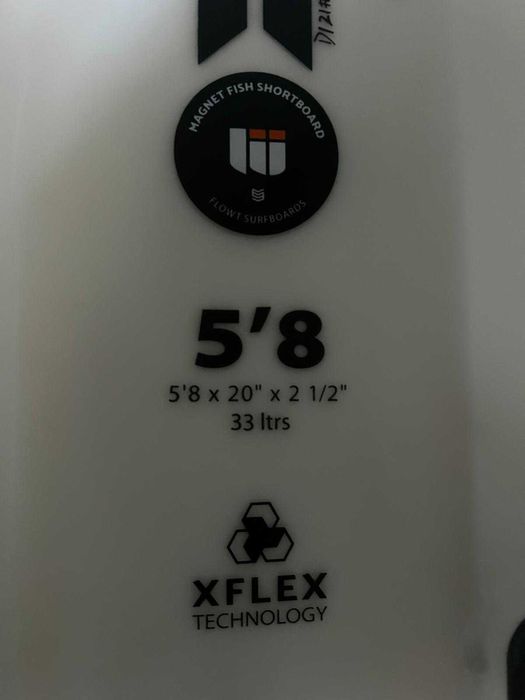 MAGNET FISH SHORTBOARD
FLOWT SURFBOARDS
5'8
5'8 x 20" x 2 1/2"
33 ltrs
XFLEX
TECHNOLOGY